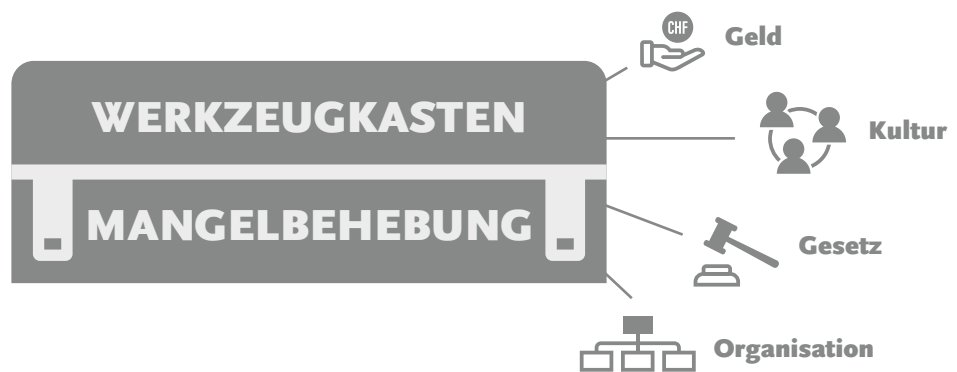 CHF
Geld
WERKZEUGKASTEN
Kultur
MANGELBEHEBUNG
Gesetz
Organisation